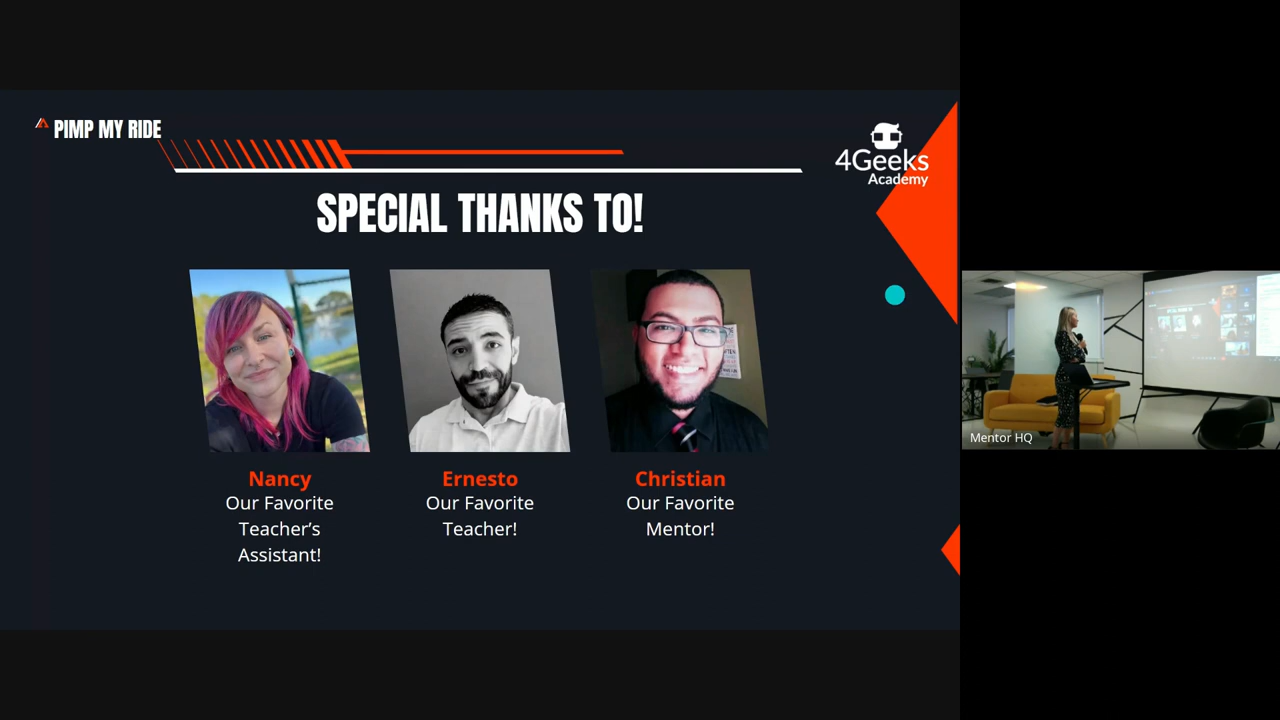 PIMP MY RIDE
4Geeks
Academy
SPECIAL THANKS TO!
Nancy
Our Favorite
Teacher’s
Assistant!
Ernesto
Our Favorite
Teacher!
Christian
Our Favorite
Mentor!
Mentor HQ